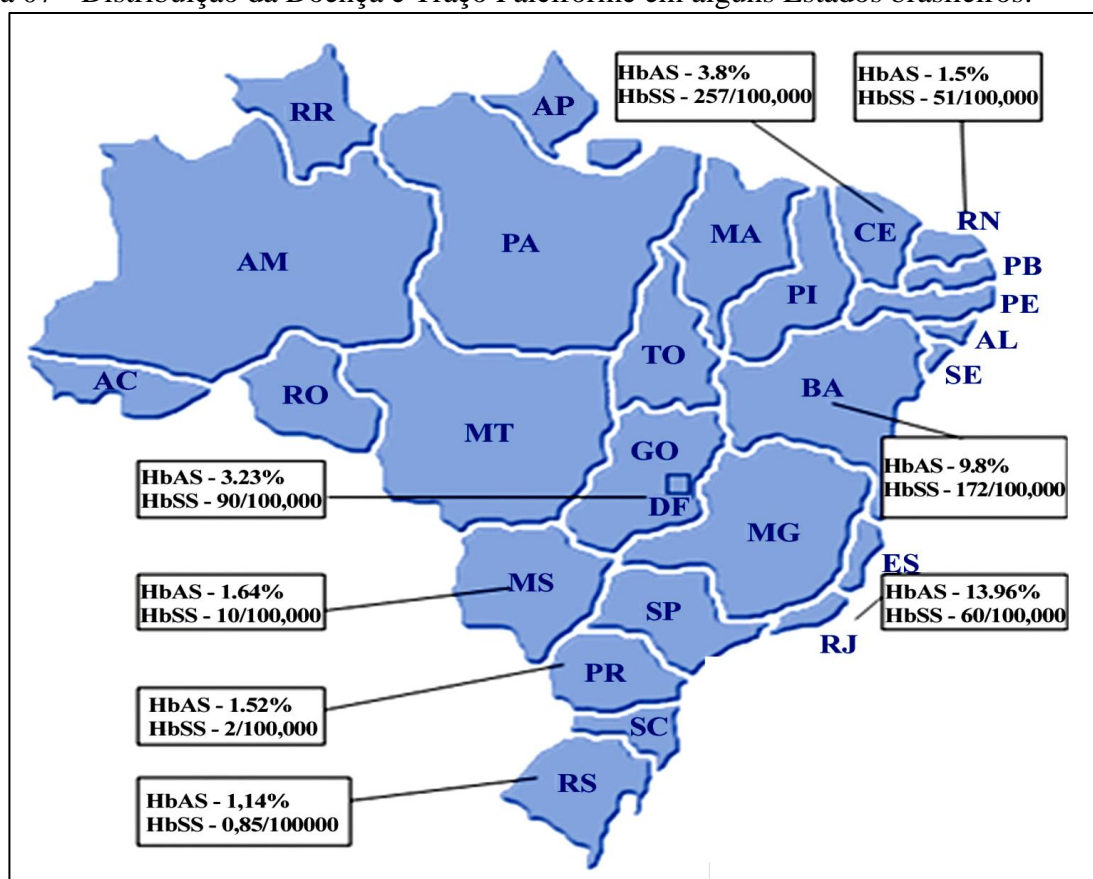 a 07 - Distribuição da Doença e Traço Falciforme em alguns Estados brasileiros.
HbAS - 3.8%
HbSS - 257/100,000
HbAS - 1.5%
HbSS - 51/100,000
RR
AP
AM
PA
MA
CE
RN
PB
PI
PE
AL
SE
TO
AC
RO
BA
MT
GO
HbAS - 9.8%
HbSS - 172/100,000
HbAS - 3.23%
HbSS - 90/100,000
DF
MG
ES
MS
HbAS - 1.64%
HbSS - 10/100,000
SP
HbAS - 13.96%
HbSS - 60/100,000
RJ
PR
HbAS - 1.52%
HbSS - 2/100,000
SC
RS
HbAS - 1,14%
HbSS - 0,85/100000